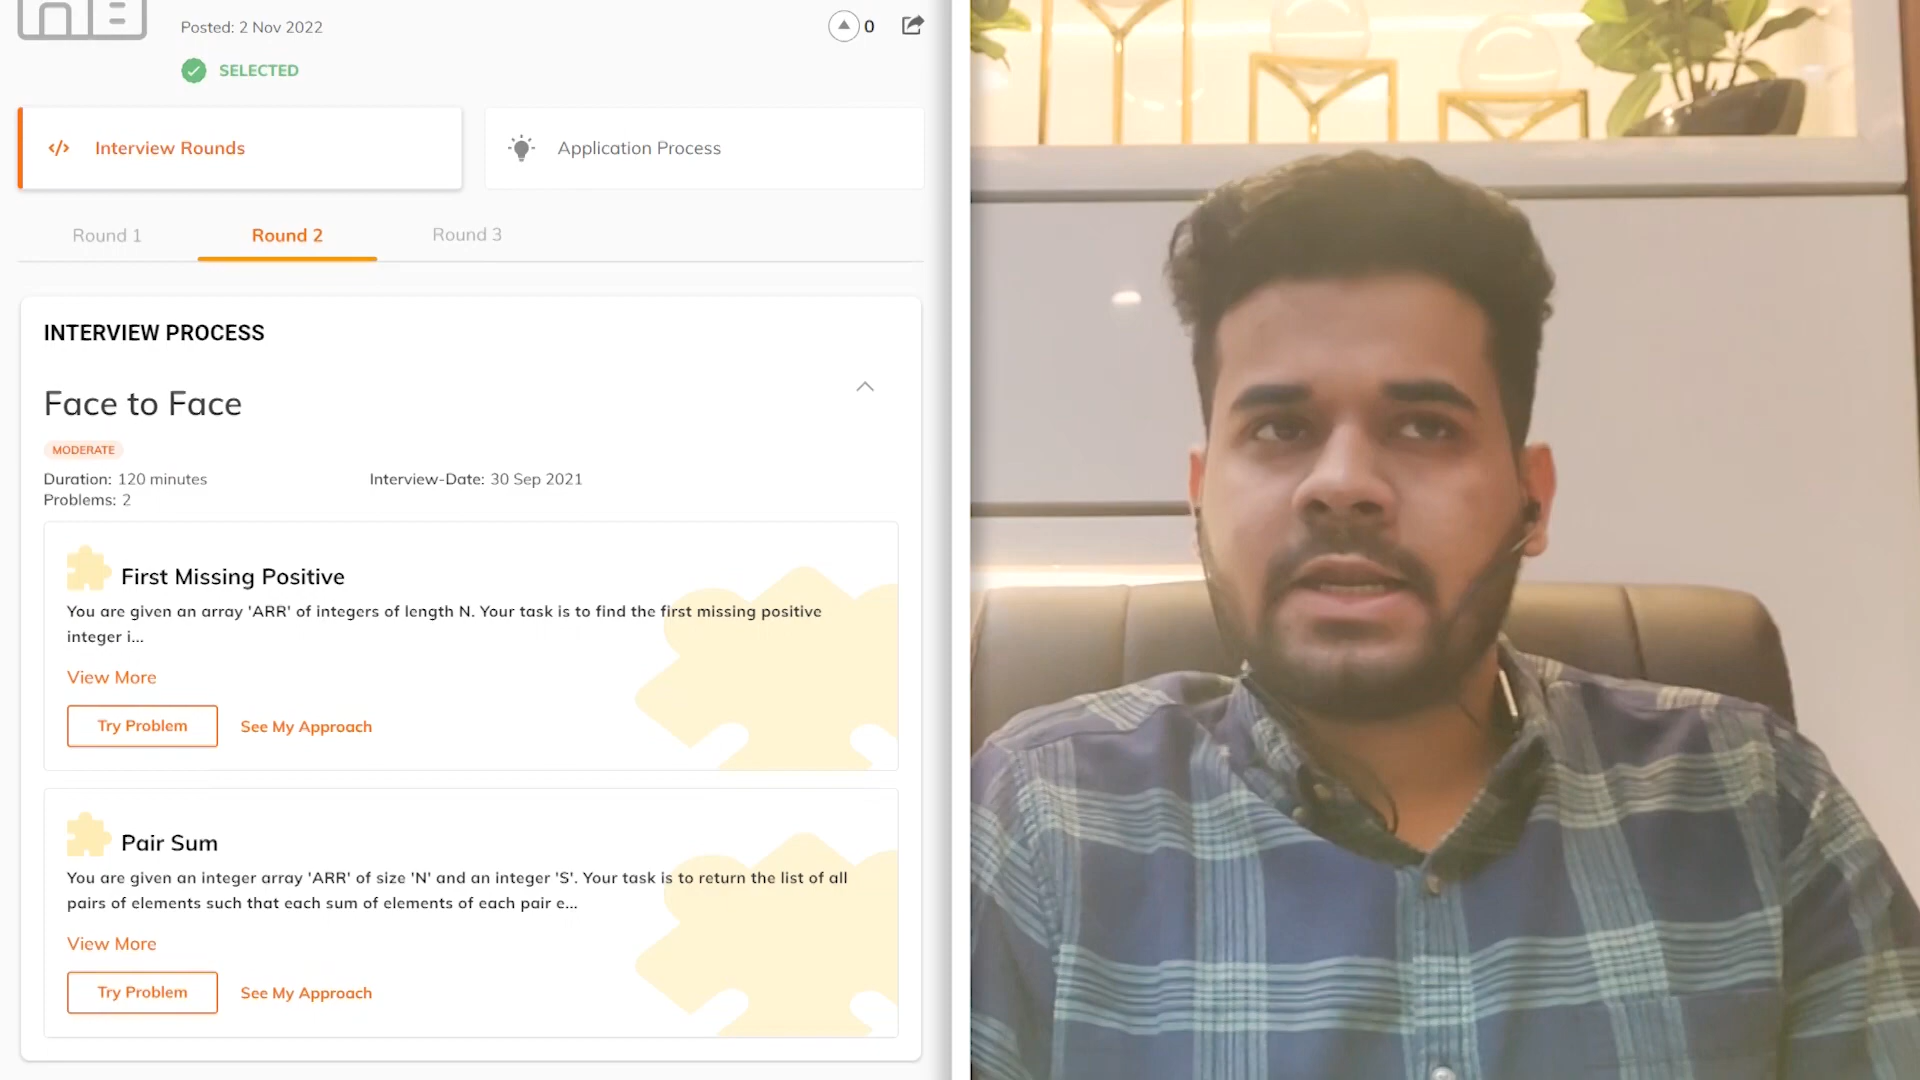 Posted: 2 Nov 2022
0
SELECTED
Interview Rounds
Application Process
Round 1
Round 2
Round 3
INTERVIEW PROCESS
Face to Face
MODERATE
Duration: 120 minutes
Interview-Date: 30 Sep 2021
Problems: 2
First Missing Positive
You are given an array 'ARR' of integers of length N. Your task is to find the first missing positive
integer i...
View More
Try Problem
See My Approach
Pair Sum
You are given an integer array 'ARR' of size 'N' and an integer 'S'. Your task is to return the list of all
pairs of elements such that each sum of elements of each pair e...
View More
Try Problem
See My Approach